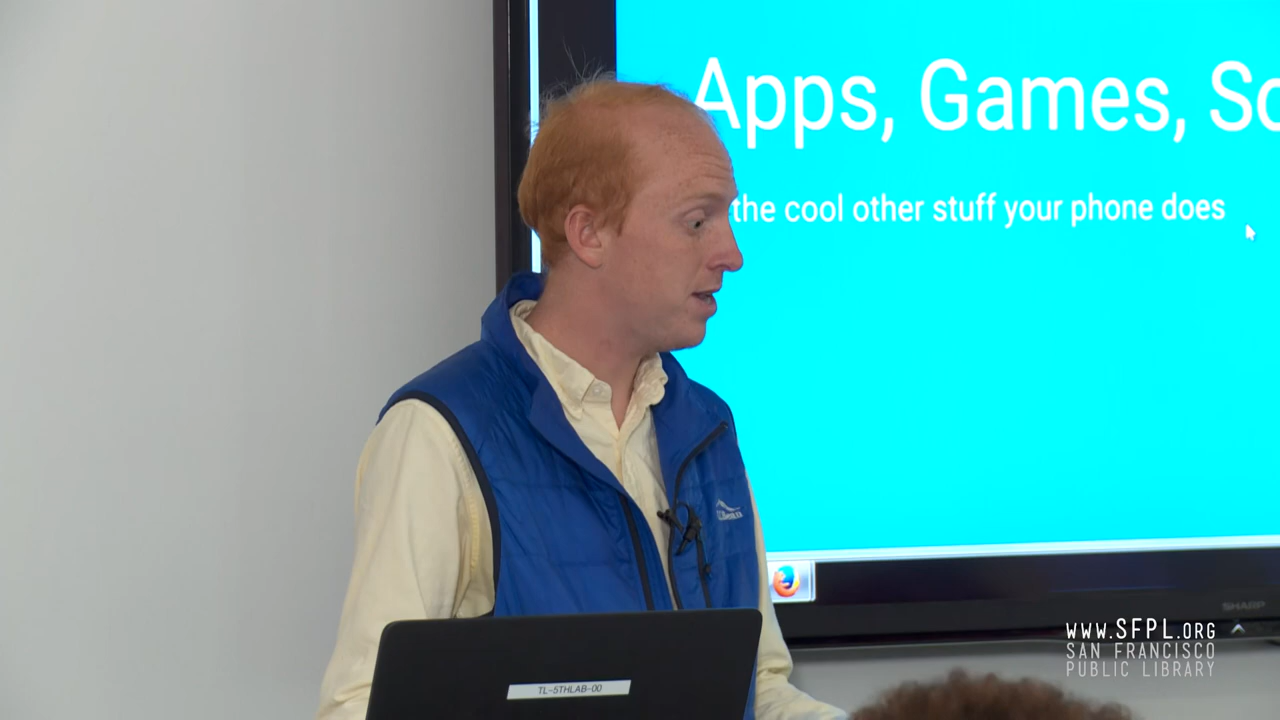 Apps, Games, So
the cool other stuff your phone does
SHARP
www.SFPL.org
SAN FRANCISCO
PUBLIC LIBRARY
TL-5THLAB-00